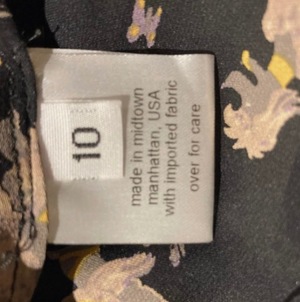 10
made in midtown
manhattan, USA
with imported fabric
over for care